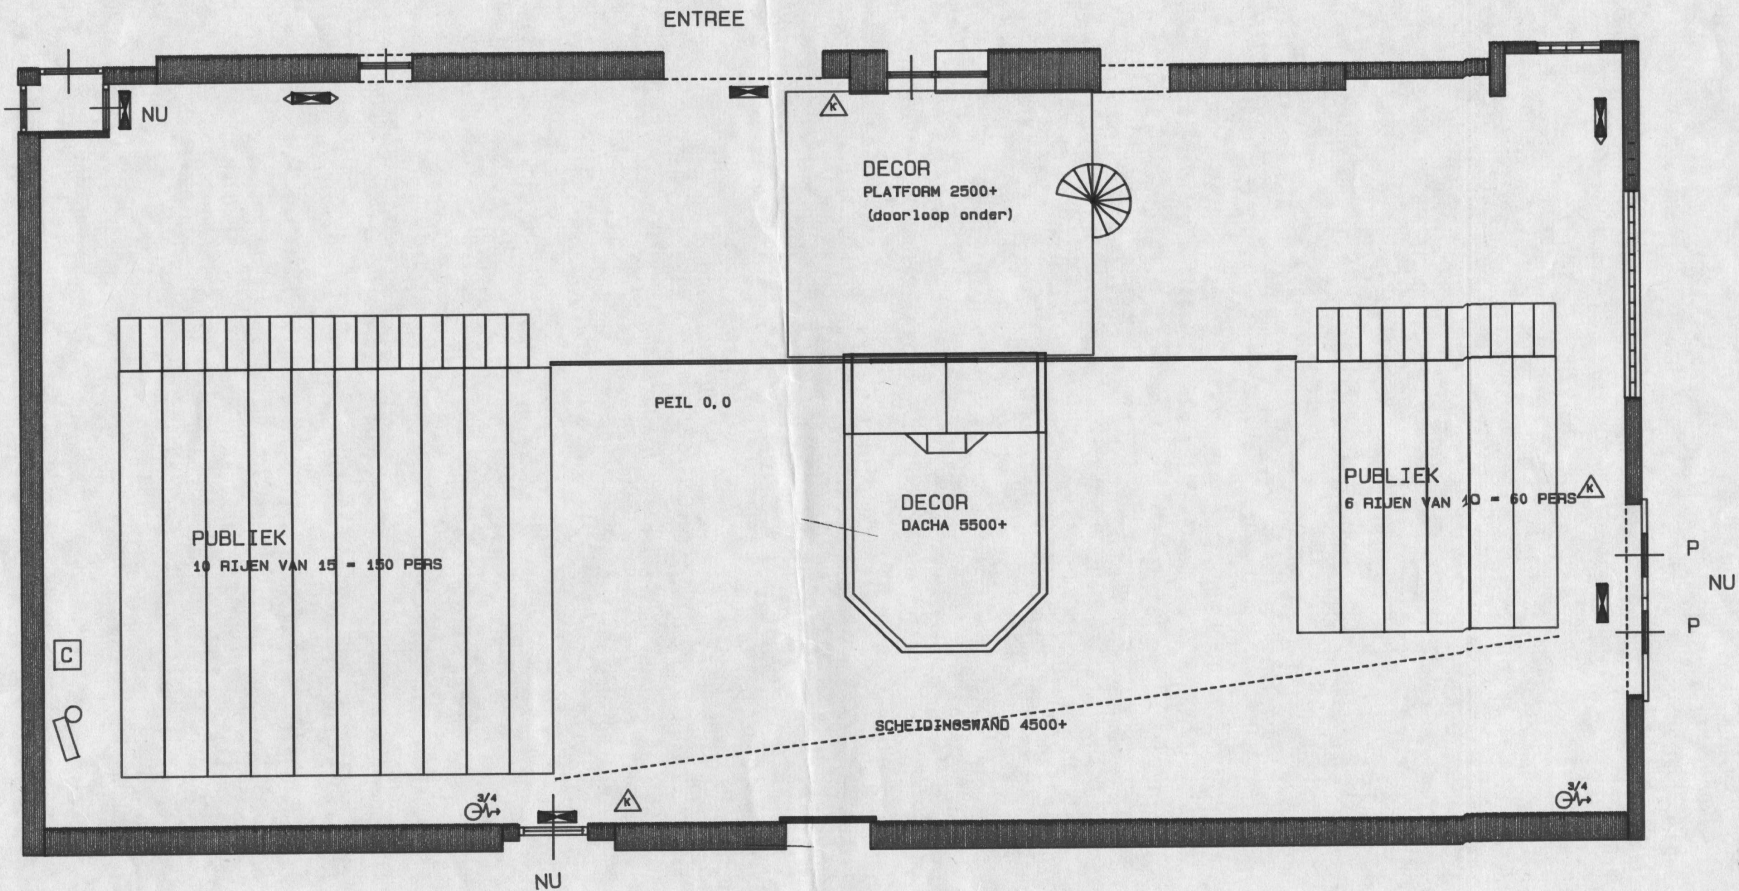 ENTREE
NU
K
DECOR
PLATFORM 2500+
(doorloop onder)
PEIL 0,0
PUBLIEK
6 RIJEN VAN 10 = 60 PERS
K
DECOR
DACHA 5500+
PUBLIEK
10 RIJEN VAN 15 = 150 PERS
P
NU
P
C
SCHEIDINGSWAND 4500+
3/4
K
3/4
NU